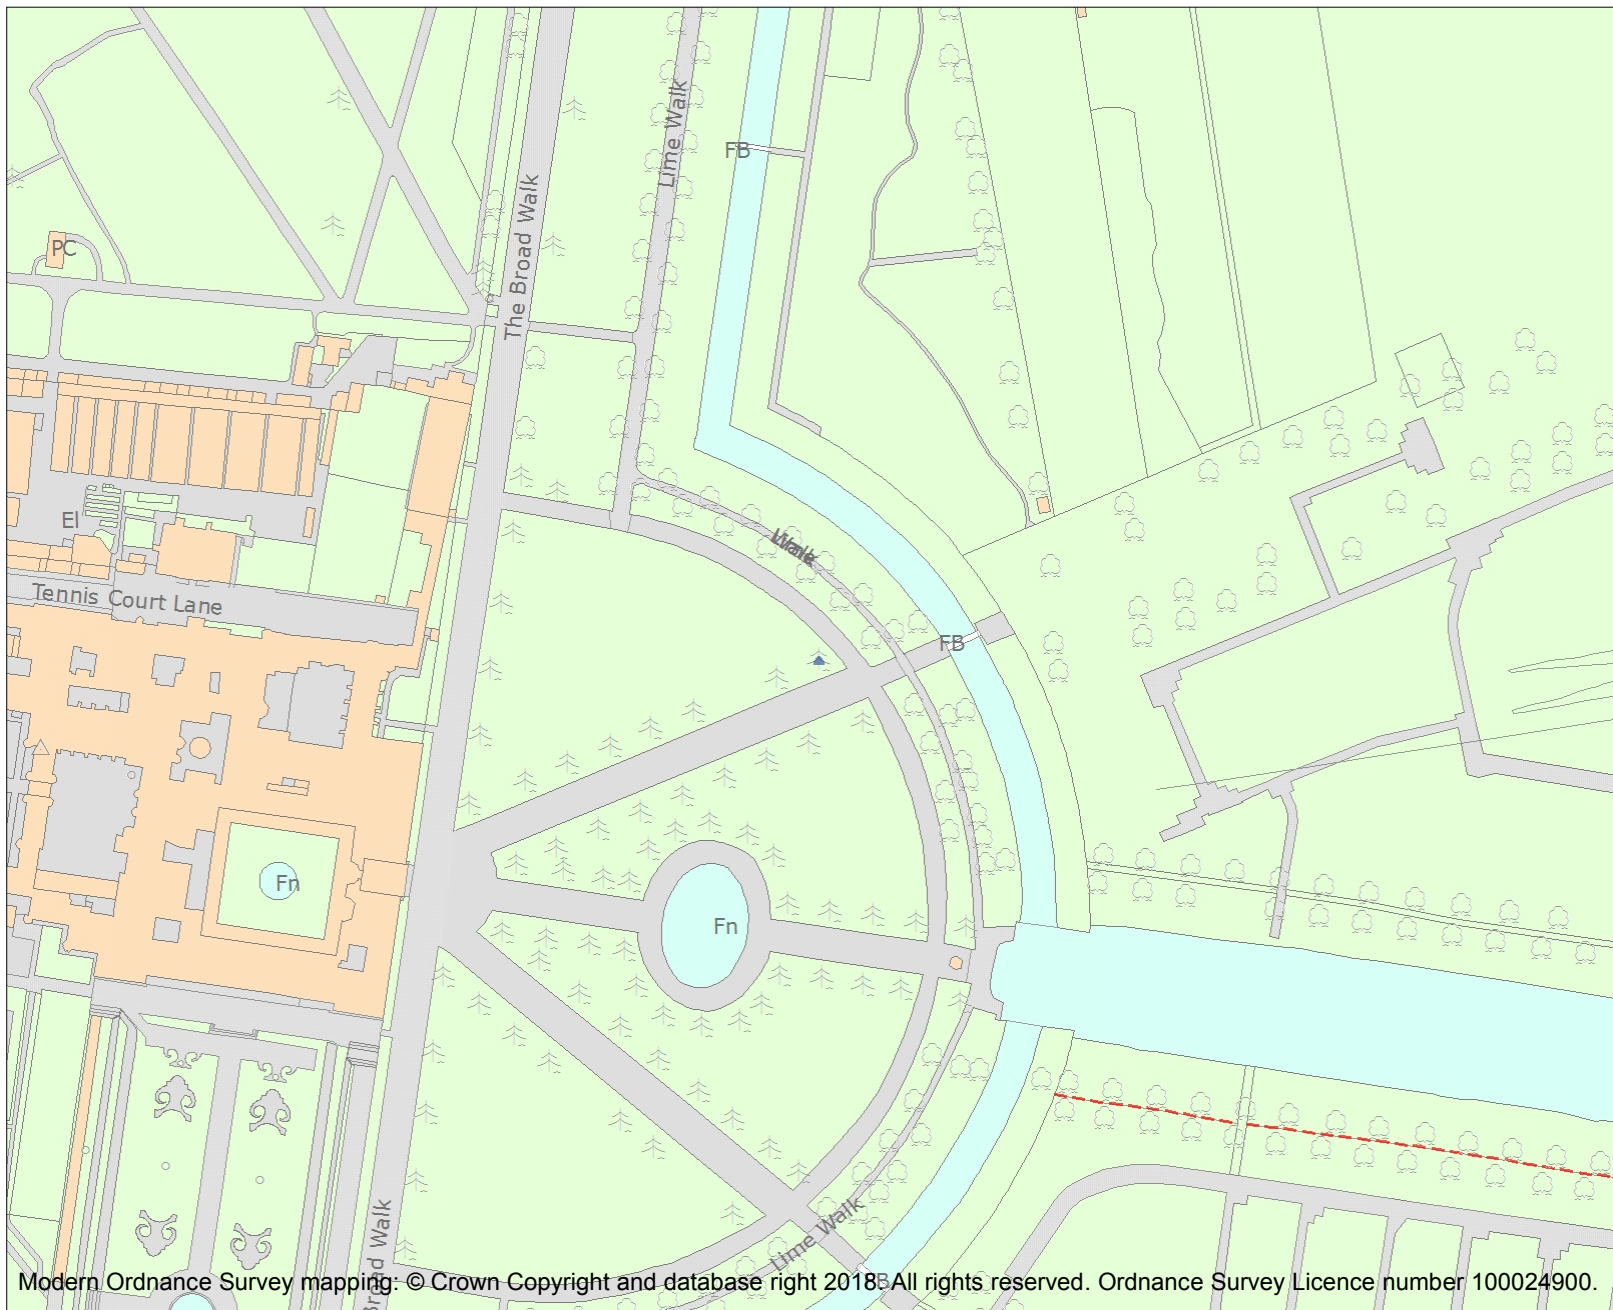 Lime Walk
FB
The Broad Walk
PC
El
Walk
Tennis Court Lane
FB
Fn
Fn
Lime Walk
Broad Walk
Modern Ordnance Survey mapping: © Crown Copyright and database right 2018. All rights reserved. Ordnance Survey Licence number 100024900.